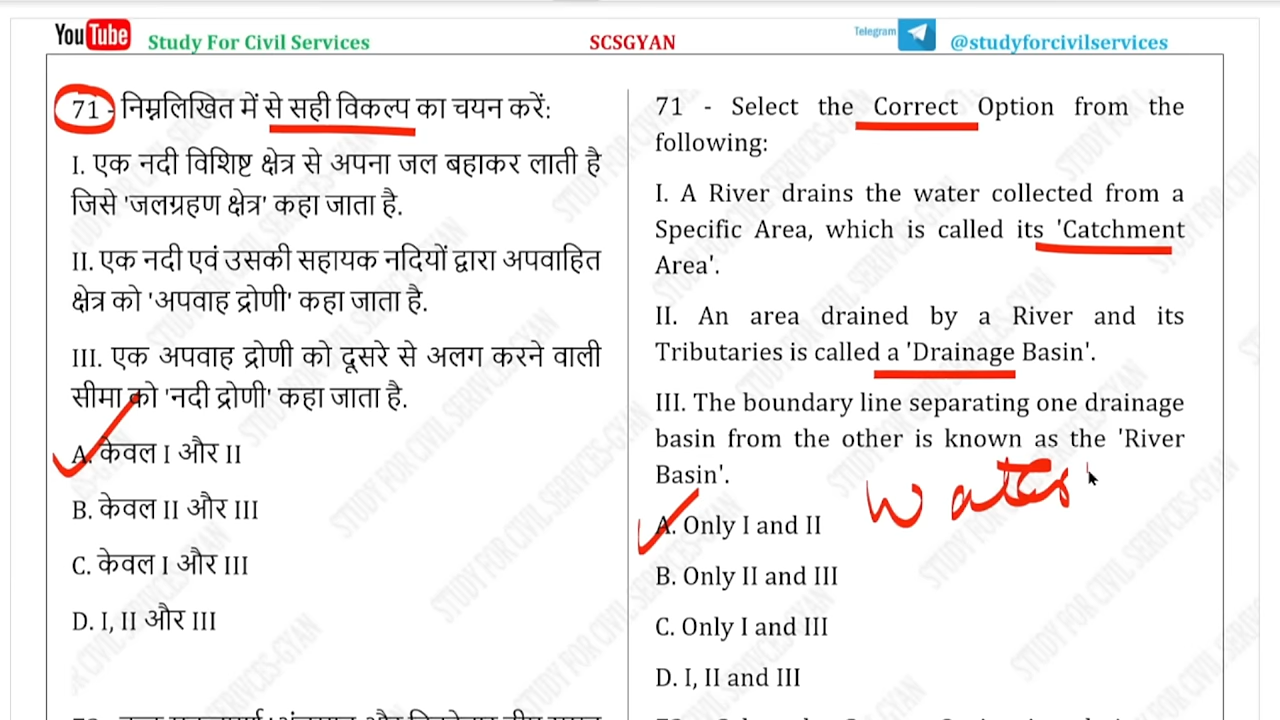 YouTube Study For Civil Services SCSGYAN Telegram @studyforcivilservices
71 - निम्नलिखित में से सही विकल्प का चयन करें:
I. एक नदी विशिष्ट क्षेत्र से अपना जल बहाकर लाती है
जिसे 'जलग्रहण क्षेत्र' कहा जाता है.
II. एक नदी एवं उसकी सहायक नदियों द्वारा अपवाहित
क्षेत्र को 'अपवाह द्रोणी' कहा जाता है.
III. एक अपवाह द्रोणी को दूसरे से अलग करने वाली
सीमा को 'नदी द्रोणी' कहा जाता है.
A. केवल I और II
B. केवल II और III
C. केवल I और III
D. I, II और III
71 - Select the Correct Option from the
following:
I. A River drains the water collected from a
Specific Area, which is called its 'Catchment
Area'.
II. An area drained by a River and its
Tributaries is called a 'Drainage Basin'.
III. The boundary line separating one drainage
basin from the other is known as the 'River
Basin'.
water
A. Only I and II
B. Only II and III
C. Only I and III
D. I, II and III